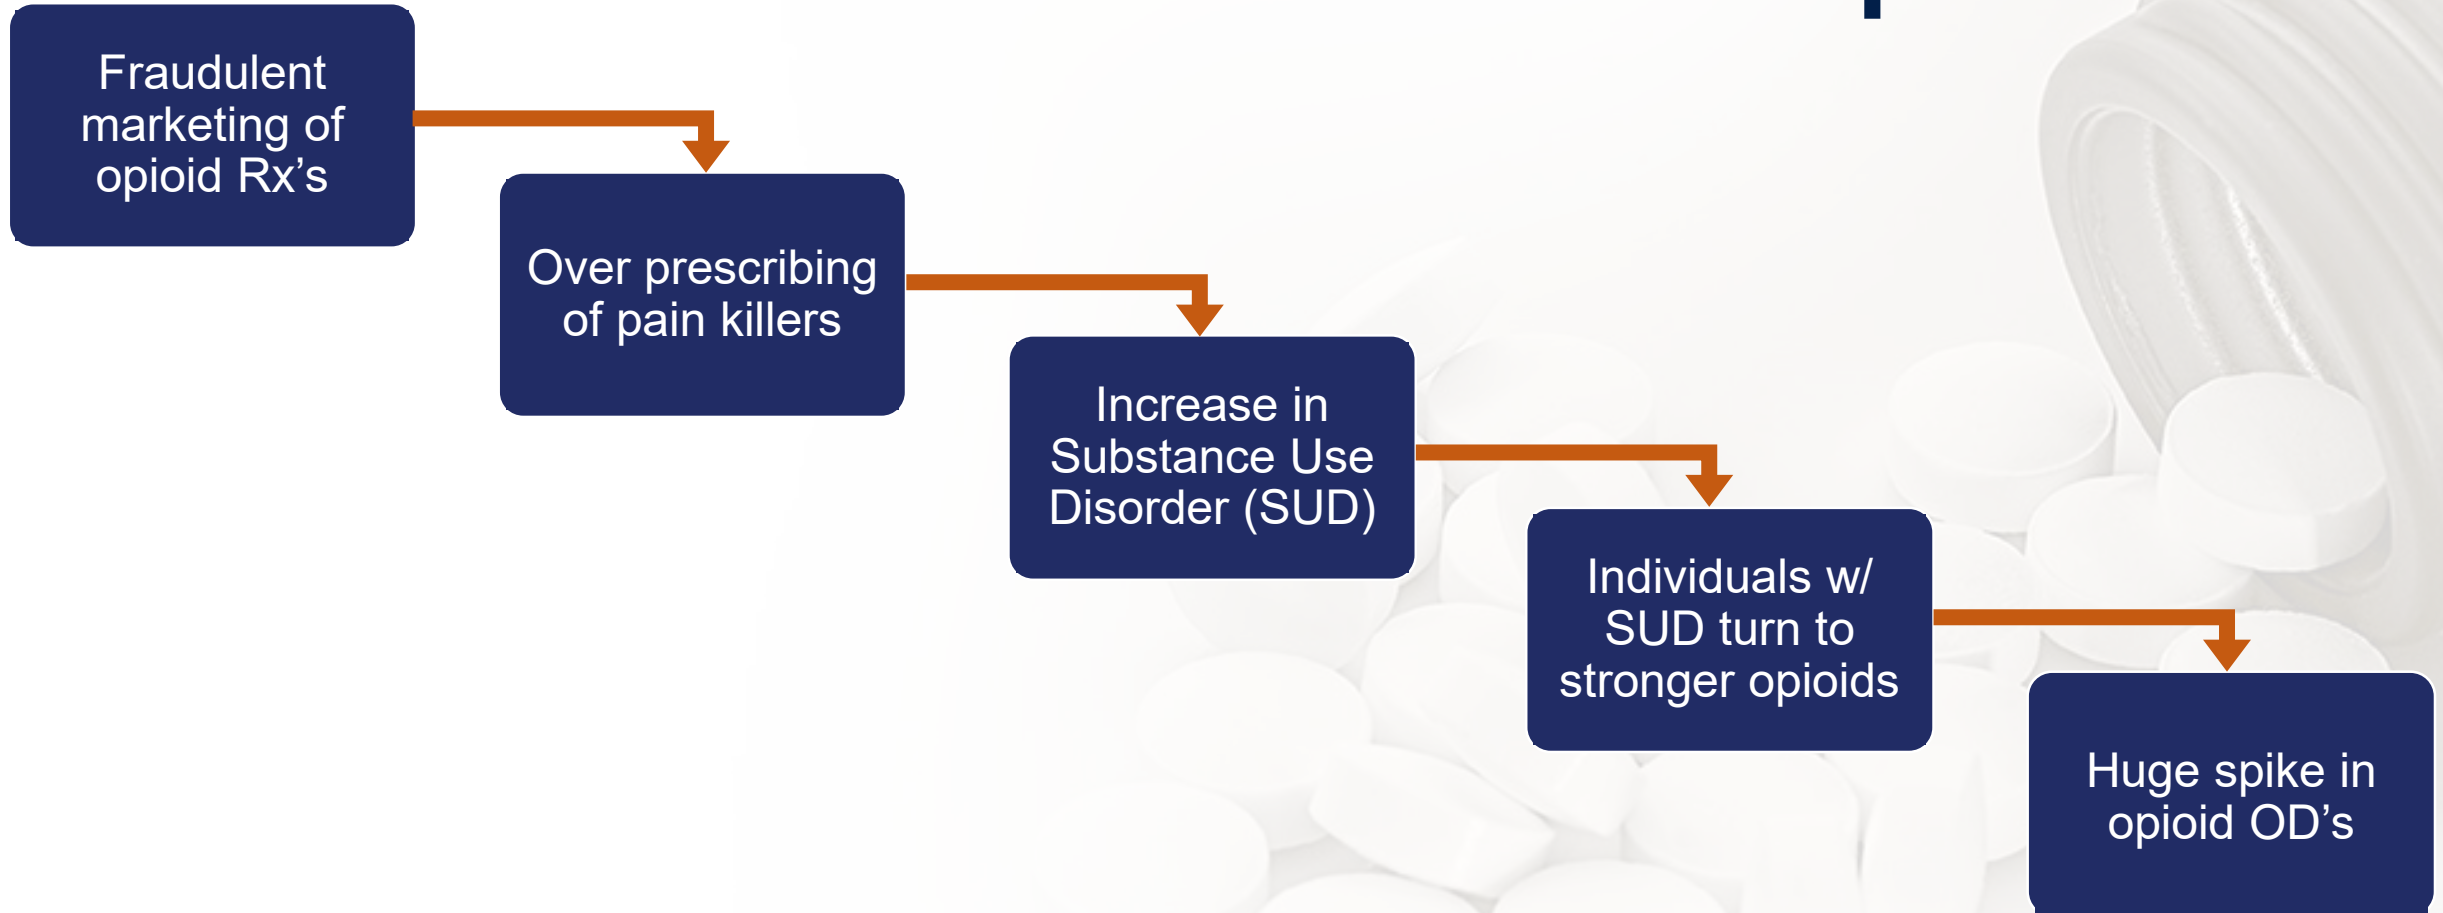 Fraudulent
marketing of
opioid Rx’s
Over prescribing
of pain killers
Increase in
Substance Use
Disorder (SUD)
Individuals w/
SUD turn to
stronger opioids
Huge spike in
opioid OD’s